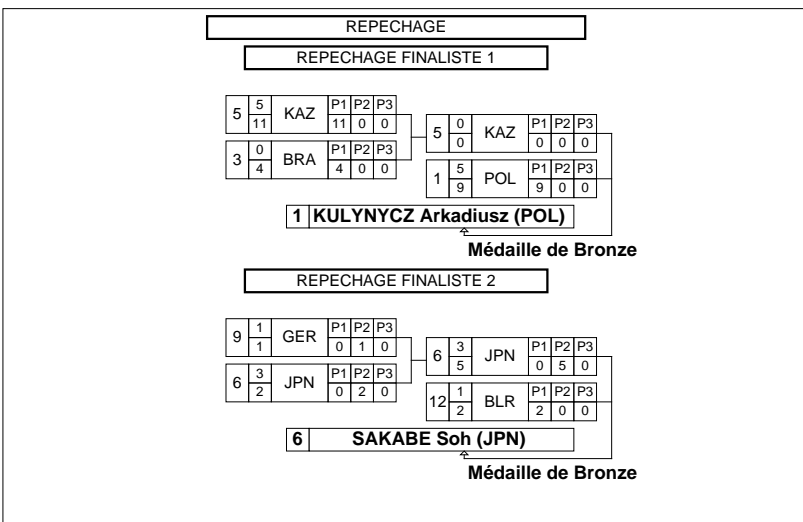 REPECHAGE
REPECHAGE FINALISTE 1
5 5 KAZ P1 P2 P3
11 11 0 0
3 0 BRA P1 P2 P3
4 4 0 0
5 0 KAZ P1 P2 P3
0 0 0 0
1 5 POL P1 P2 P3
9 9 0 0
1 KULYNYCZ Arkadiusz (POL)
Médaille de Bronze
REPECHAGE FINALISTE 2
9 1 GER P1 P2 P3
1 0 1 0
6 3 JPN P1 P2 P3
2 0 2 0
6 3 JPN P1 P2 P3
5 0 5 0
12 1 BLR P1 P2 P3
2 2 0 0
6 SAKABE Soh (JPN)
Médaille de Bronze